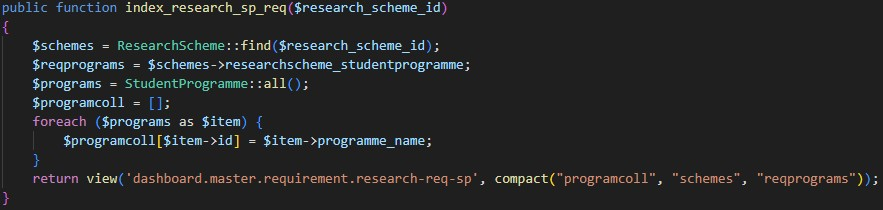 public function index_research_sp_req($research_scheme_id)
{
    $schemes = ResearchScheme::find($research_scheme_id);
    $reqprograms = $schemes->researchscheme_studentprogramme;
    $programs = StudentProgramme::all();
    $programcoll = [];
    foreach ($programs as $item) {
        $programcoll[$item->id] = $item->programme_name;
    }
    return view('dashboard.master.requirement.research-req-sp', compact("programcoll", "schemes", "reqprograms"));
}